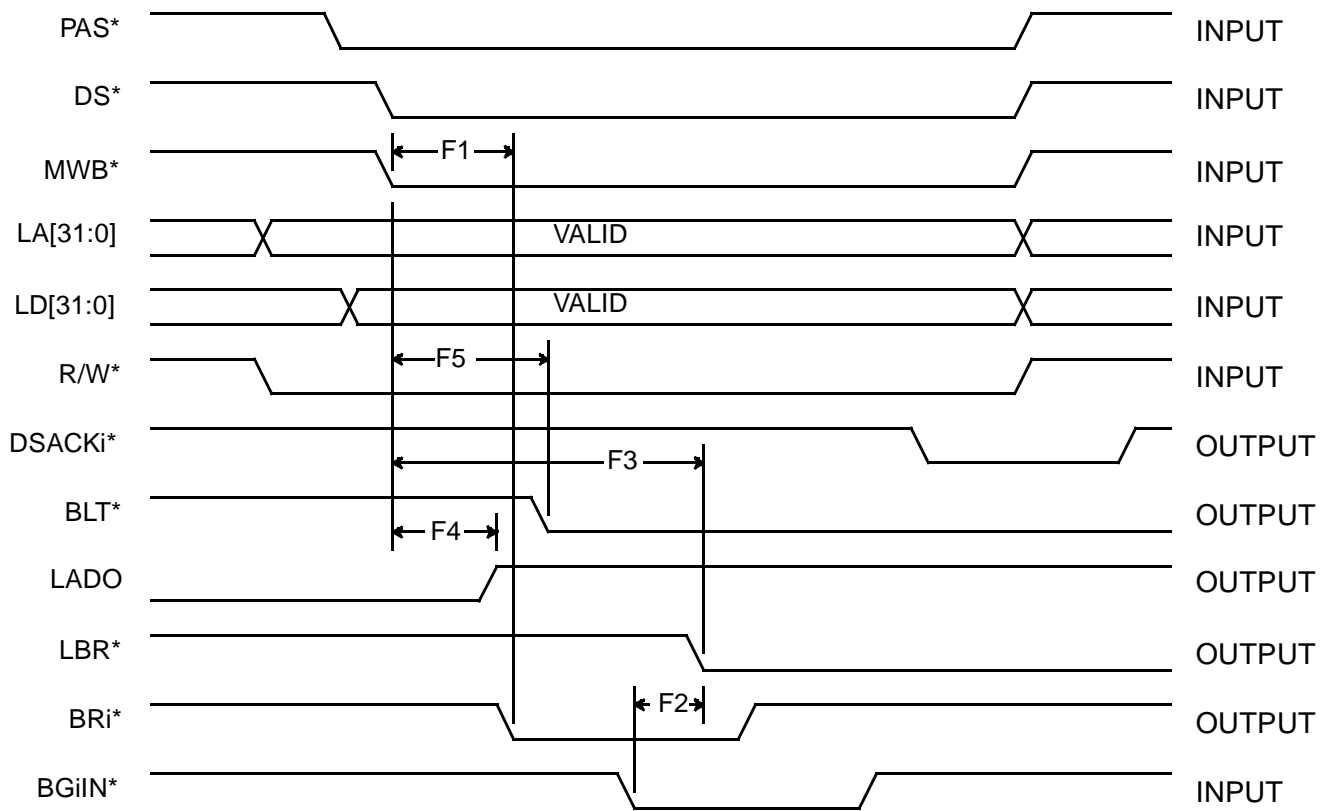 PAS* INPUT
DS* INPUT
F1
MWB* INPUT
LA[31:0] VALID INPUT
LD[31:0] VALID INPUT
F5
R/W* INPUT
DSACKi* OUTPUT
F3
BLT* OUTPUT
F4
LADO OUTPUT
LBR* OUTPUT
F2
BRi* OUTPUT
BGiIN* INPUT